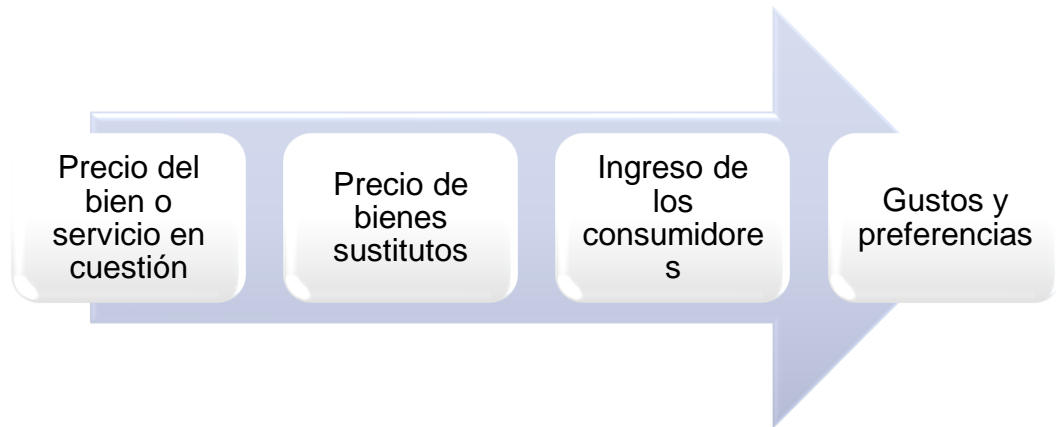 Precio del
bien o
servicio en
cuestión
Precio de
bienes
sustitutos
Ingreso de
los
consumidore
s
Gustos y
preferencias